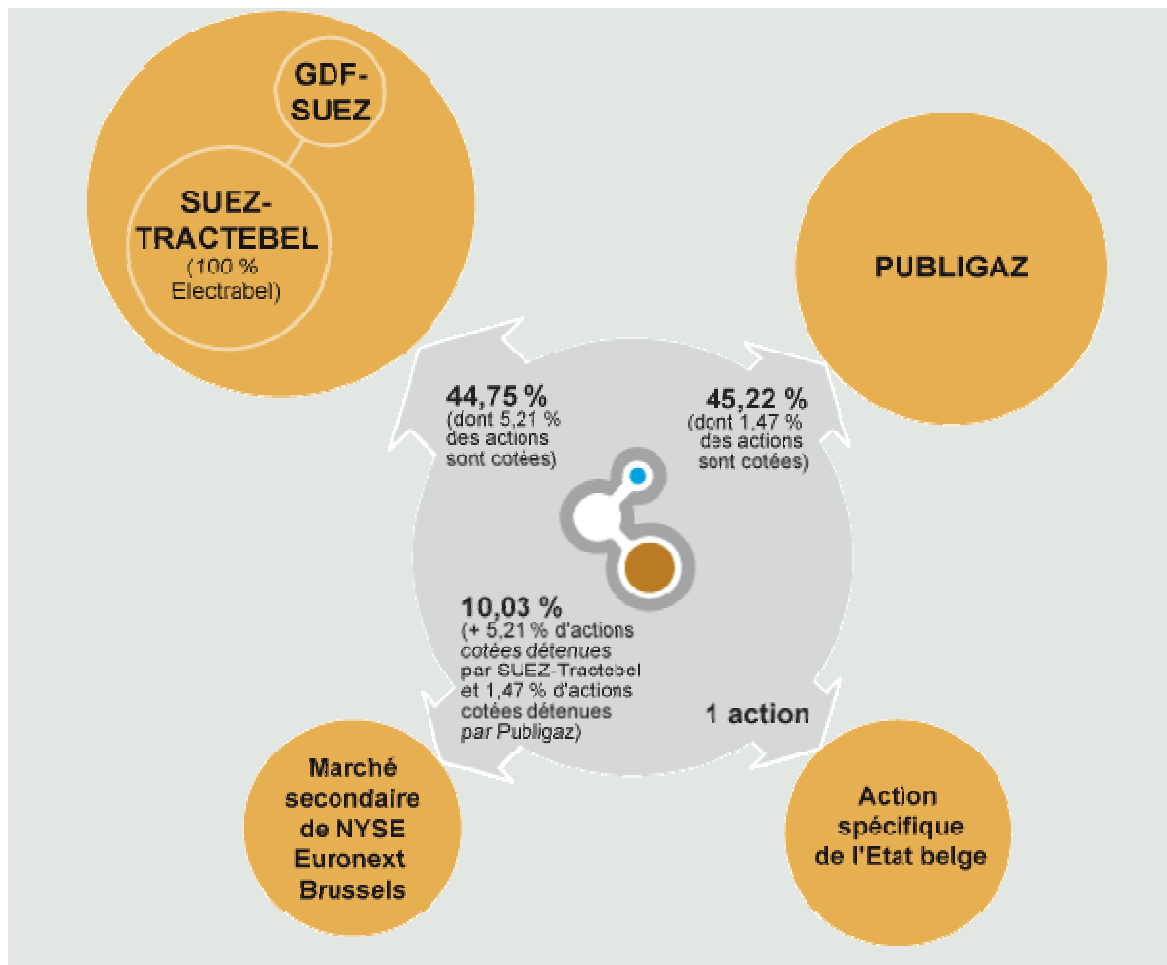 GDF-
SUEZ
SUEZ-
TRACTEBEL
(100 %
Electrabel)
PUBLIGAZ
44,75 %
(dont 5,21 %
des actions
sont cotées)
45,22 %
(dont 1,47 %
des actions
sont cotées)
10,03 %
(+ 5,21 % d'actions
cotées détenues
par SUEZ-Tractebel
et 1,47 % d'actions
cotées détenues
par Publigaz)
1 action
Marché
secondaire
de NYSE
Euronext
Brussels
Action
spécifique
de l'Etat belge